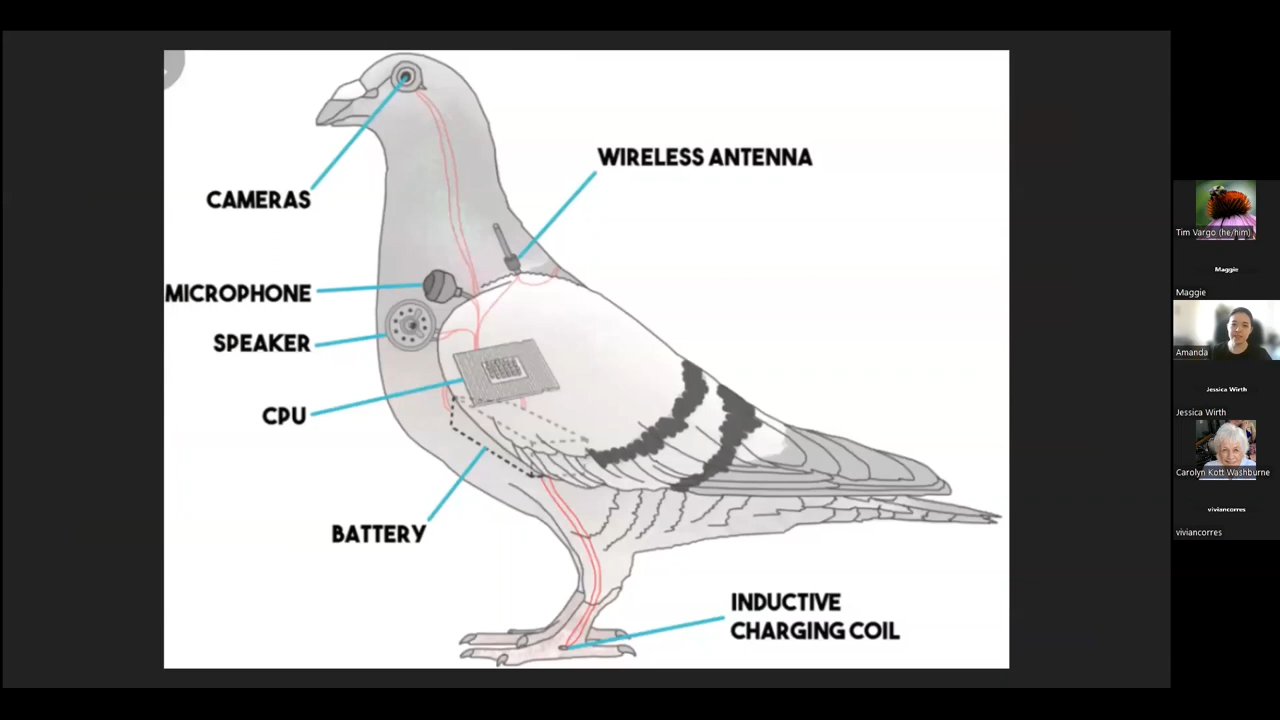 WIRELESS ANTENNA
CAMERAS
MICROPHONE
SPEAKER
CPU
BATTERY
INDUCTIVE
CHARGING COIL
Tim Vargo (he/him)
Maggie
Maggie
Amanda
Jessica Wirth
Jessica Wirth
Carolyn Kott Washburne
viviancorres
viviancorres